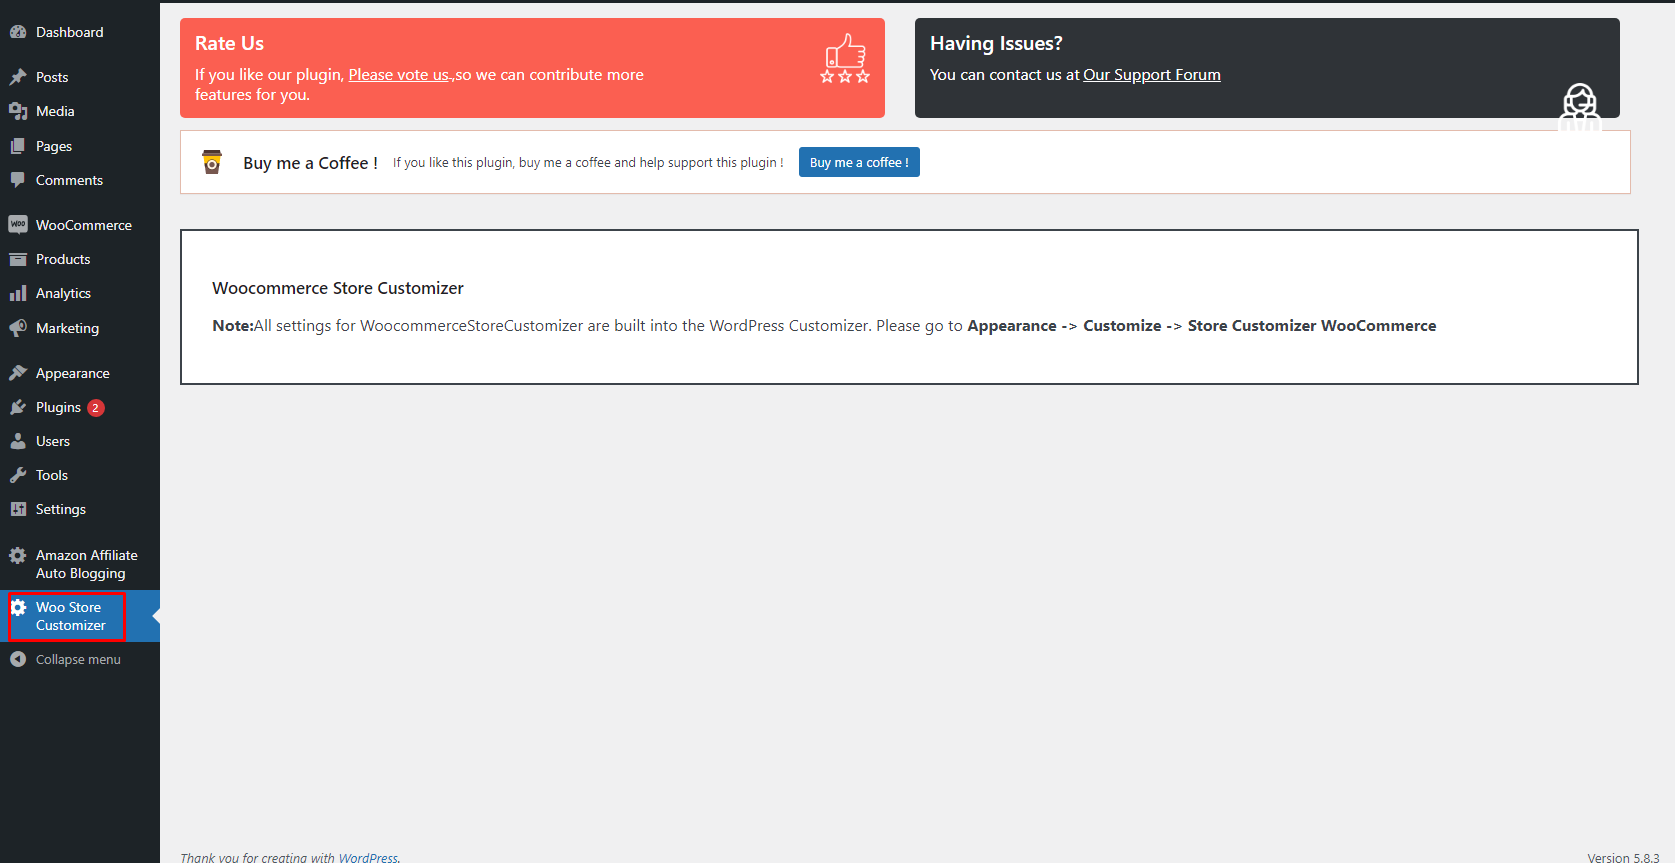 Dashboard
Posts
Media
Pages
Comments
Woo WooCommerce
Products
Analytics
Marketing
Appearance
Plugins 2
Users
Tools
Settings
Amazon Affiliate
Auto Blogging
Woo Store
Customizer
Collapse menu
Rate Us
If you like our plugin, Please vote us ,so we can contribute more
features for you.
Having Issues?
You can contact us at Our Support Forum
Buy me a Coffee ! If you like this plugin, buy me a coffee and help support this plugin ! Buy me a coffee !
Woocommerce Store Customizer
Note:All settings for WoocommerceStoreCustomizer are built into the WordPress Customizer. Please go to Appearance -> Customize -> Store Customizer WooCommerce
Thank you for creating with WordPress.
Version 5.8.3